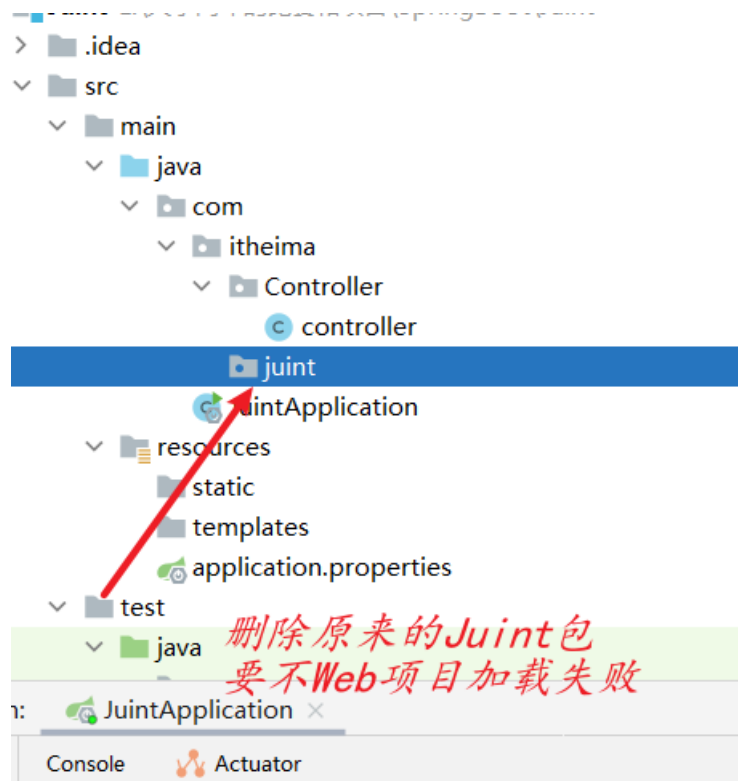 .idea
src
main
java
com
itheima
Controller
controller
juint
JuintApplication
resources
static
templates
application.properties
test
java
删除原来的Juint包
要不Web项目加载失败
JuintApplication
Console
Actuator